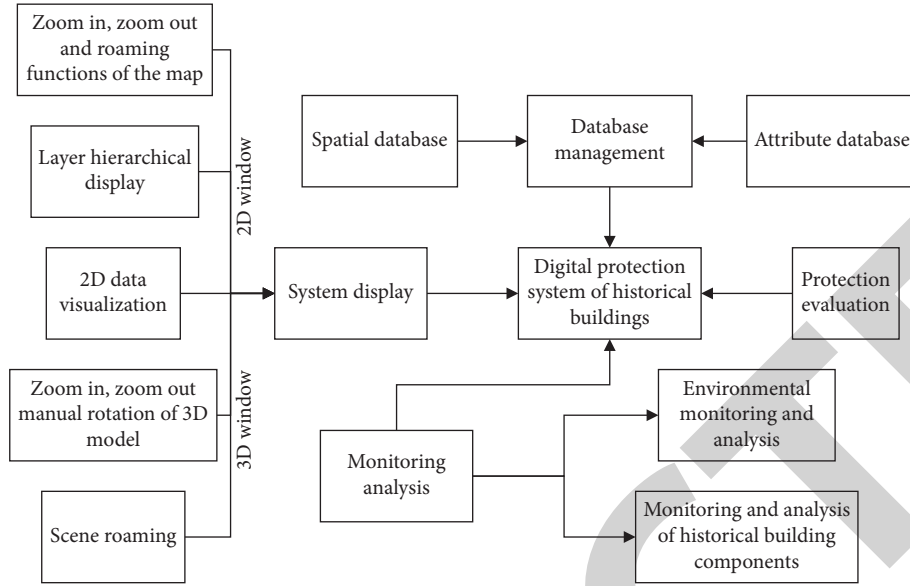 Zoom in, zoom out
and roaming
functions of the map
Layer hierarchical
display
2D data
visualization
Zoom in, zoom out
manual rotation of 3D
model
Scene roaming
2D window
3D window
System display
Spatial database
Database
management
Attribute database
Digital protection
system of historical
buildings
Protection
evaluation
Monitoring
analysis
Environmental
monitoring and
analysis
Monitoring and analysis
of historical building
components